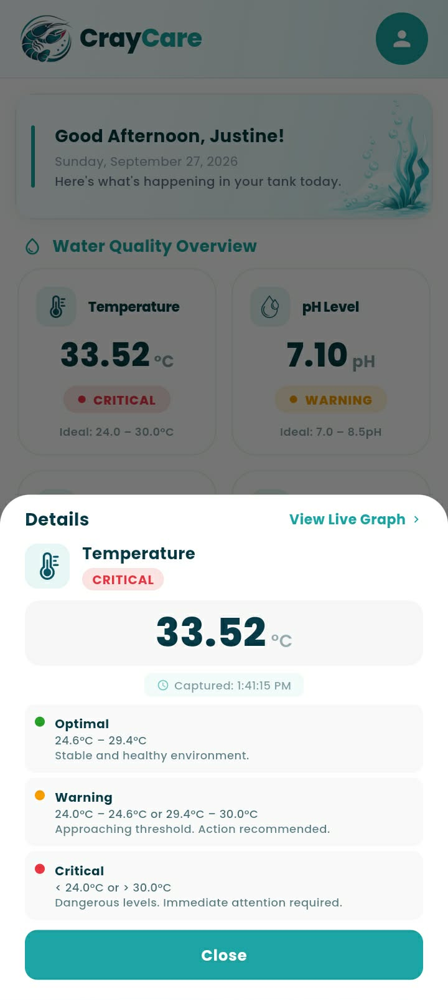 CrayCare
Good Afternoon, Justine!
Sunday, September 27, 2026
Here's what's happening in your tank today.
Water Quality Overview
Temperature
33.52 °C
CRITICAL
Ideal: 24.0 – 30.0°C
pH Level
7.10 pH
WARNING
Ideal: 7.0 – 8.5pH
Details
View Live Graph
Temperature
CRITICAL
33.52 °C
Captured: 1:41:15 PM
Optimal
24.6°C – 29.4°C
Stable and healthy environment.
Warning
24.0°C – 24.6°C or 29.4°C – 30.0°C
Approaching threshold. Action recommended.
Critical
< 24.0°C or > 30.0°C
Dangerous levels. Immediate attention required.
Close